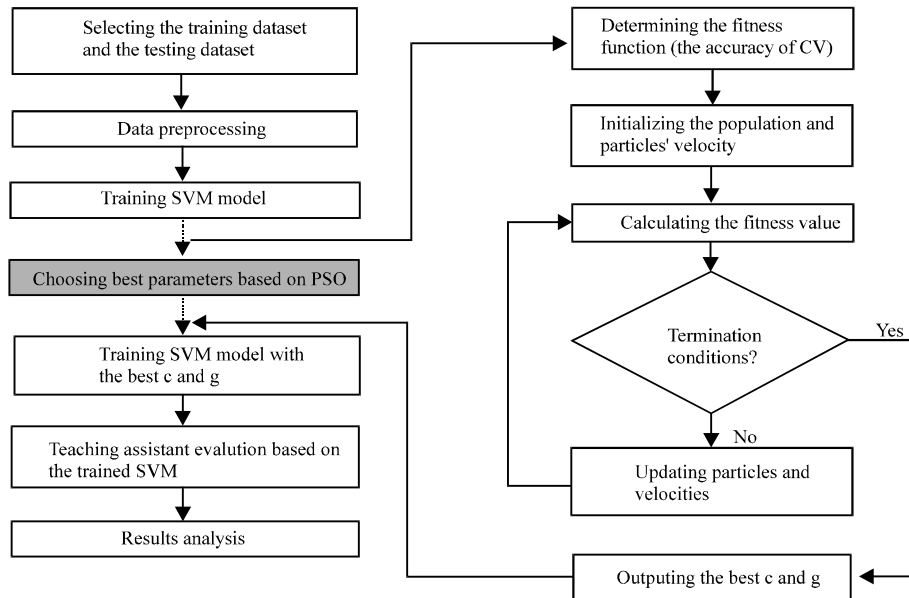 Selecting the training dataset
and the testing dataset
Data preprocessing
Training SVM model
Choosing best parameters based on PSO
Training SVM model with
the best c and g
Teaching assistant evalution based on
the trained SVM
Results analysis
Determining the fitness
function (the accuracy of CV)
Initializing the population and
particles' velocity
Calculating the fitness value
Termination
conditions?
Yes
No
Updating particles and
velocities
Outputing the best c and g